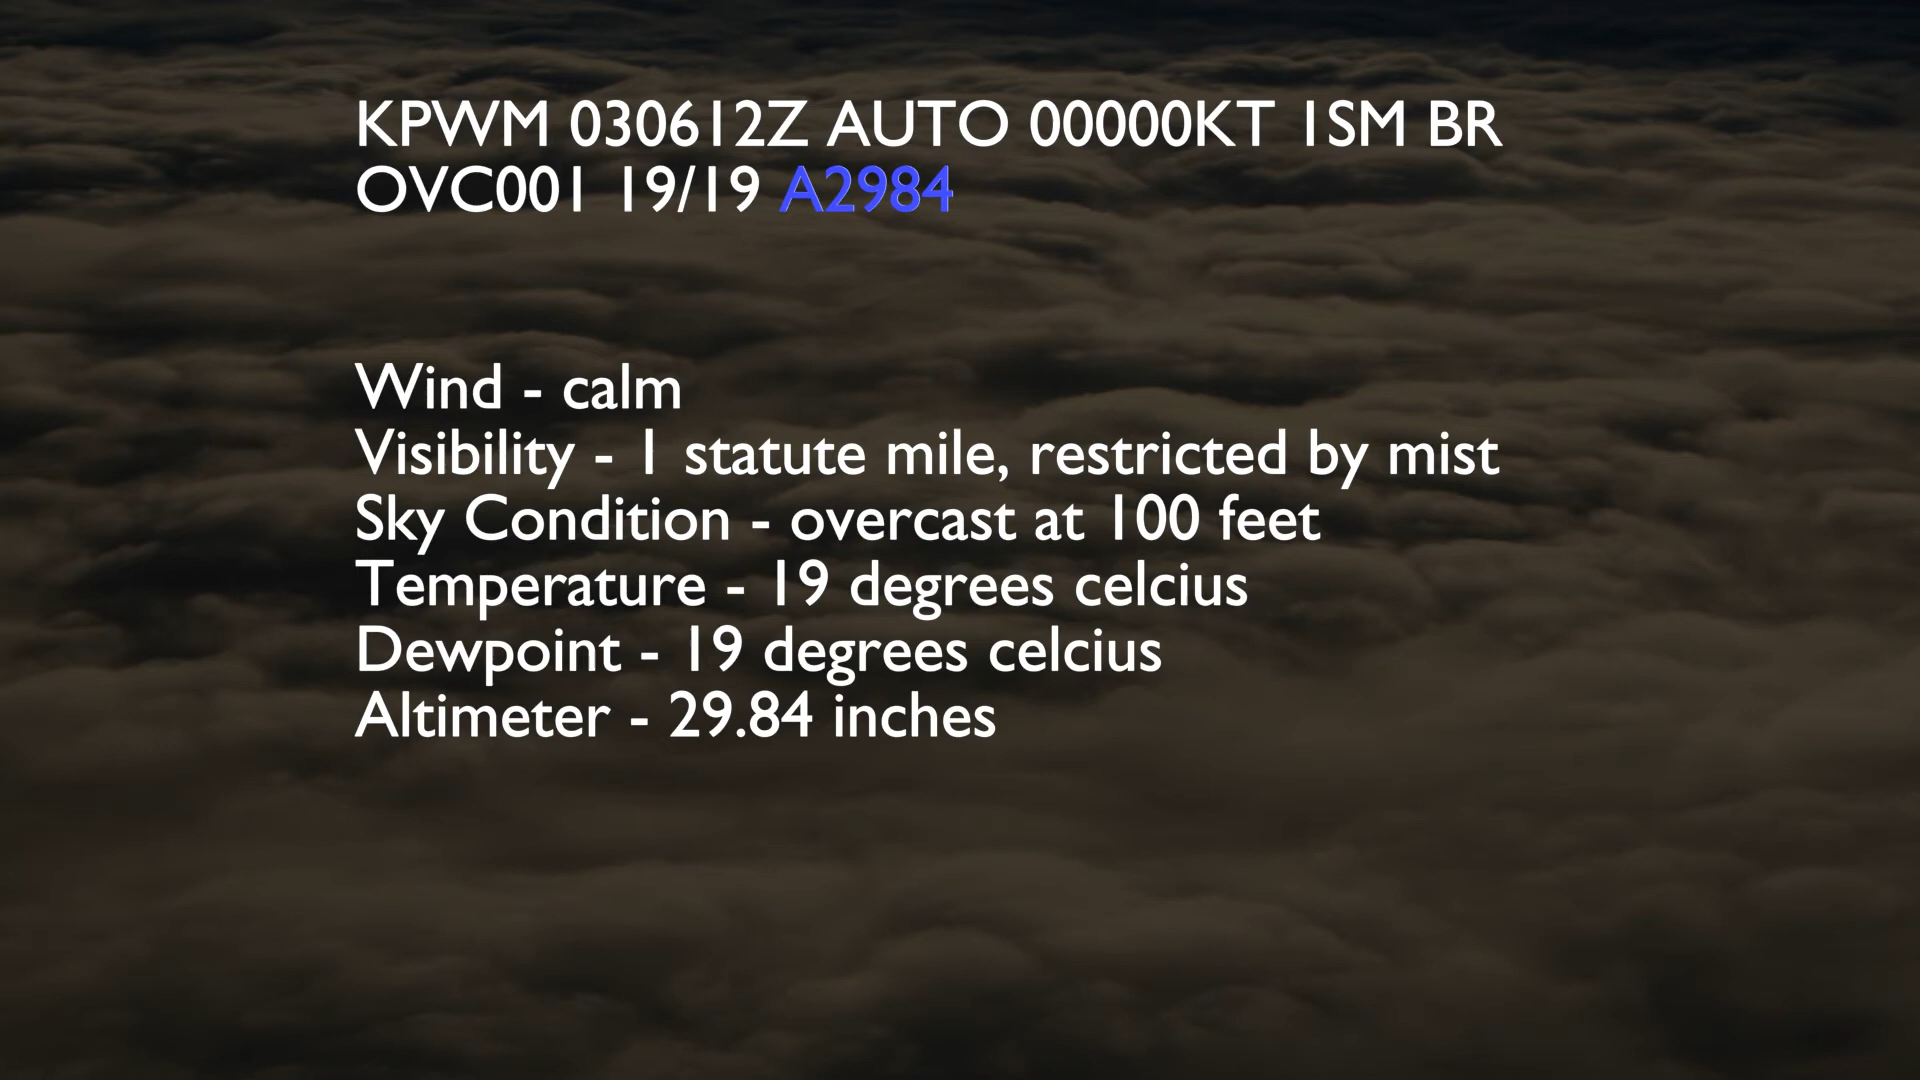 KPWM 030612Z AUTO 00000KT 1SM BR
OVC001 19/19 A2984
Wind - calm
Visibility - 1 statute mile, restricted by mist
Sky Condition - overcast at 100 feet
Temperature - 19 degrees celcius
Dewpoint - 19 degrees celcius
Altimeter - 29.84 inches